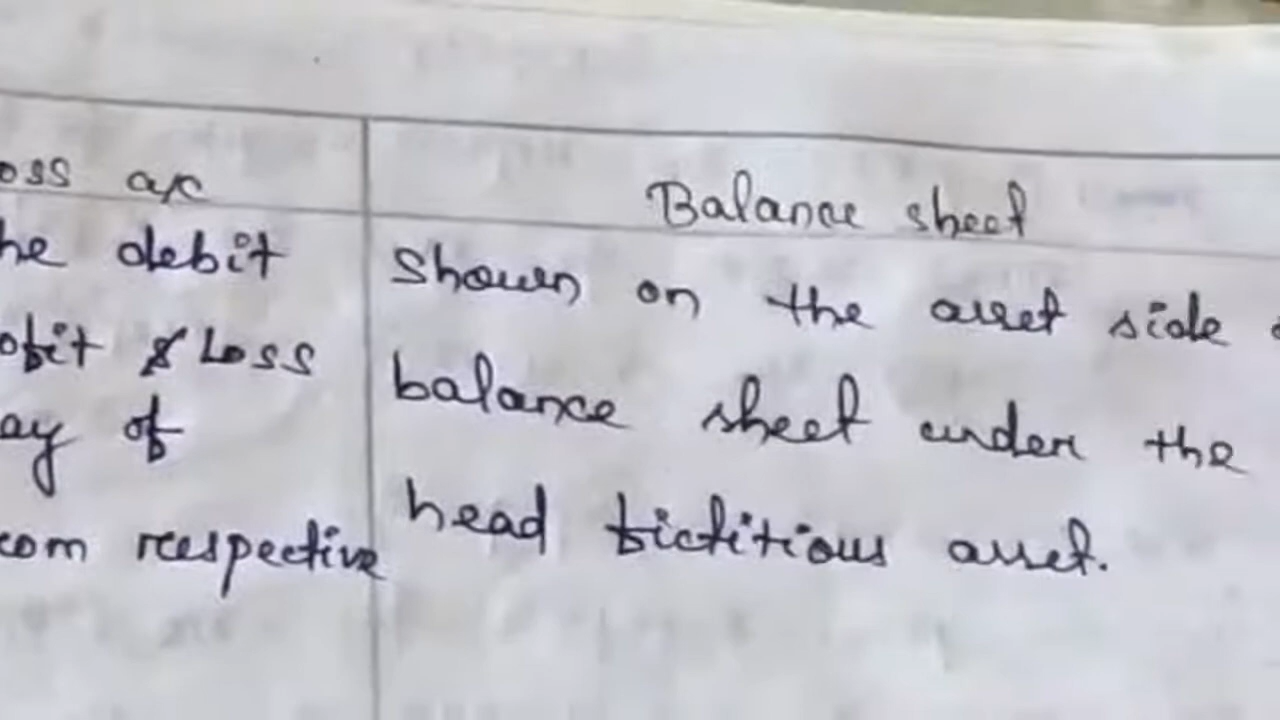 oss a/c
Balance sheet
he debit
ofit & Loss
ay of
rom respective
Shown on the asset side
balance sheet under the
head fictitious asset.